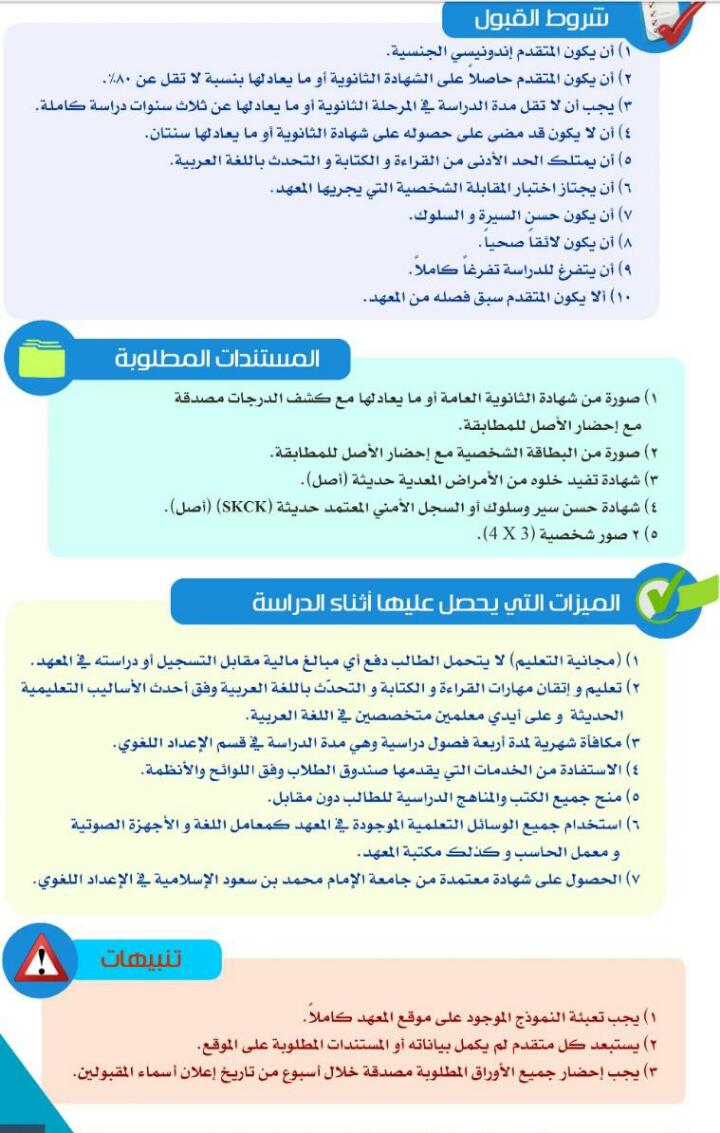 شروط القبول
١) أن يكون المتقدم إندونيسي الجنسية.
٢) أن يكون المتقدم حاصلاً على الشهادة الثانوية أو ما يعادلها بنسبة لا تقل عن ٨٠٪.
٣) يجب أن لا تقل مدة الدراسة في المرحلة الثانوية أو ما يعادلها عن ثلاث سنوات دراسة كاملة.
٤) أن لا يكون قد مضى على حصوله على شهادة الثانوية أو ما يعادلها سنتان.
٥) أن يمتلك الحد الأدنى من القراءة و الكتابة و التحدث باللغة العربية.
٦) أن يجتاز اختبار المقابلة الشخصية التي يجريها المعهد.
٧) أن يكون حسن السيرة و السلوك.
٨) أن يكون لائقاً صحياً.
٩) أن يتفرغ للدراسة تفرغاً كاملاً.
١٠) ألا يكون المتقدم سبق فصله من المعهد.
المستندات المطلوبة
١) صورة من شهادة الثانوية العامة أو ما يعادلها مع كشف الدرجات مصدقة
مع إحضار الأصل للمطابقة.
٢) صورة من البطاقة الشخصية مع إحضار الأصل للمطابقة.
٣) شهادة تفيد خلوه من الأمراض المعدية حديثة (أصل).
٤) شهادة حسن سير وسلوك أو السجل الأمني المعتمد حديثة (SKCK) (أصل).
٥) ٢ صور شخصية (3 X 4).
الميزات التي يحصل عليها أثناء الدراسة
١) (مجانية التعليم) لا يتحمل الطالب دفع أي مبالغ مالية مقابل التسجيل أو دراسته في المعهد.
٢) تعليم و إتقان مهارات القراءة و الكتابة و التحدّث باللغة العربية وفق أحدث الأساليب التعليمية
الحديثة و على أيدي معلمين متخصصين في اللغة العربية.
٣) مكافأة شهرية لمدة أربعة فصول دراسية وهي مدة الدراسة في قسم الإعداد اللغوي.
٤) الاستفادة من الخدمات التي يقدمها صندوق الطلاب وفق اللوائح والأنظمة.
٥) منح جميع الكتب والمناهج الدراسية للطالب دون مقابل.
٦) استخدام جميع الوسائل التعلمية الموجودة في المعهد كمعامل اللغة و الأجهزة الصوتية
و معمل الحاسب و كذلك مكتبة المعهد.
٧) الحصول على شهادة معتمدة من جامعة الإمام محمد بن سعود الإسلامية في الإعداد اللغوي.
تنبيهات
١) يجب تعبئة النموذج الموجود على موقع المعهد كاملاً.
٢) يستبعد كل متقدم لم يكمل بياناته أو المستندات المطلوبة على الموقع.
٣) يجب إحضار جميع الأوراق المطلوبة مصدقة خلال أسبوع من تاريخ إعلان أسماء المقبولين.